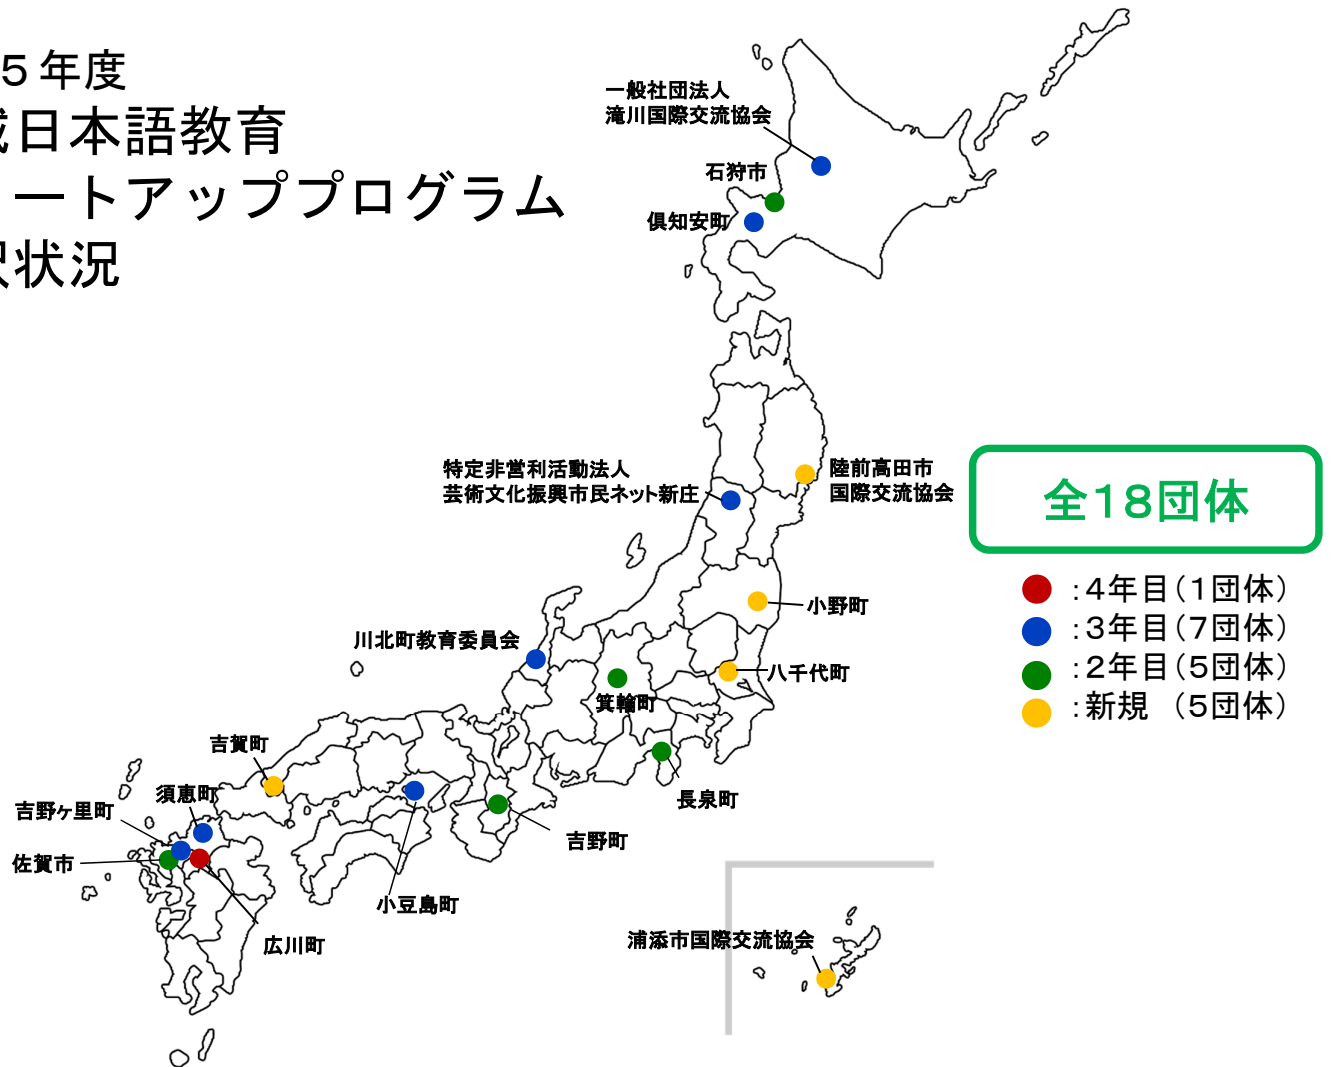 ５年度
域日本語教育
ートアッププログラム
択状況
一般社団法人
滝川国際交流協会
石狩市
倶知安町
特定非営利活動法人
芸術文化振興市民ネット新庄
陸前高田市
国際交流協会
全１８団体
：４年目（１団体）
：３年目（７団体）
：２年目（５団体）
：新規　（５団体）
小野町
川北町教育委員会
八千代町
箕輪町
吉賀町
須恵町
長泉町
吉野ヶ里町
吉野町
佐賀市
小豆島町
広川町
浦添市国際交流協会